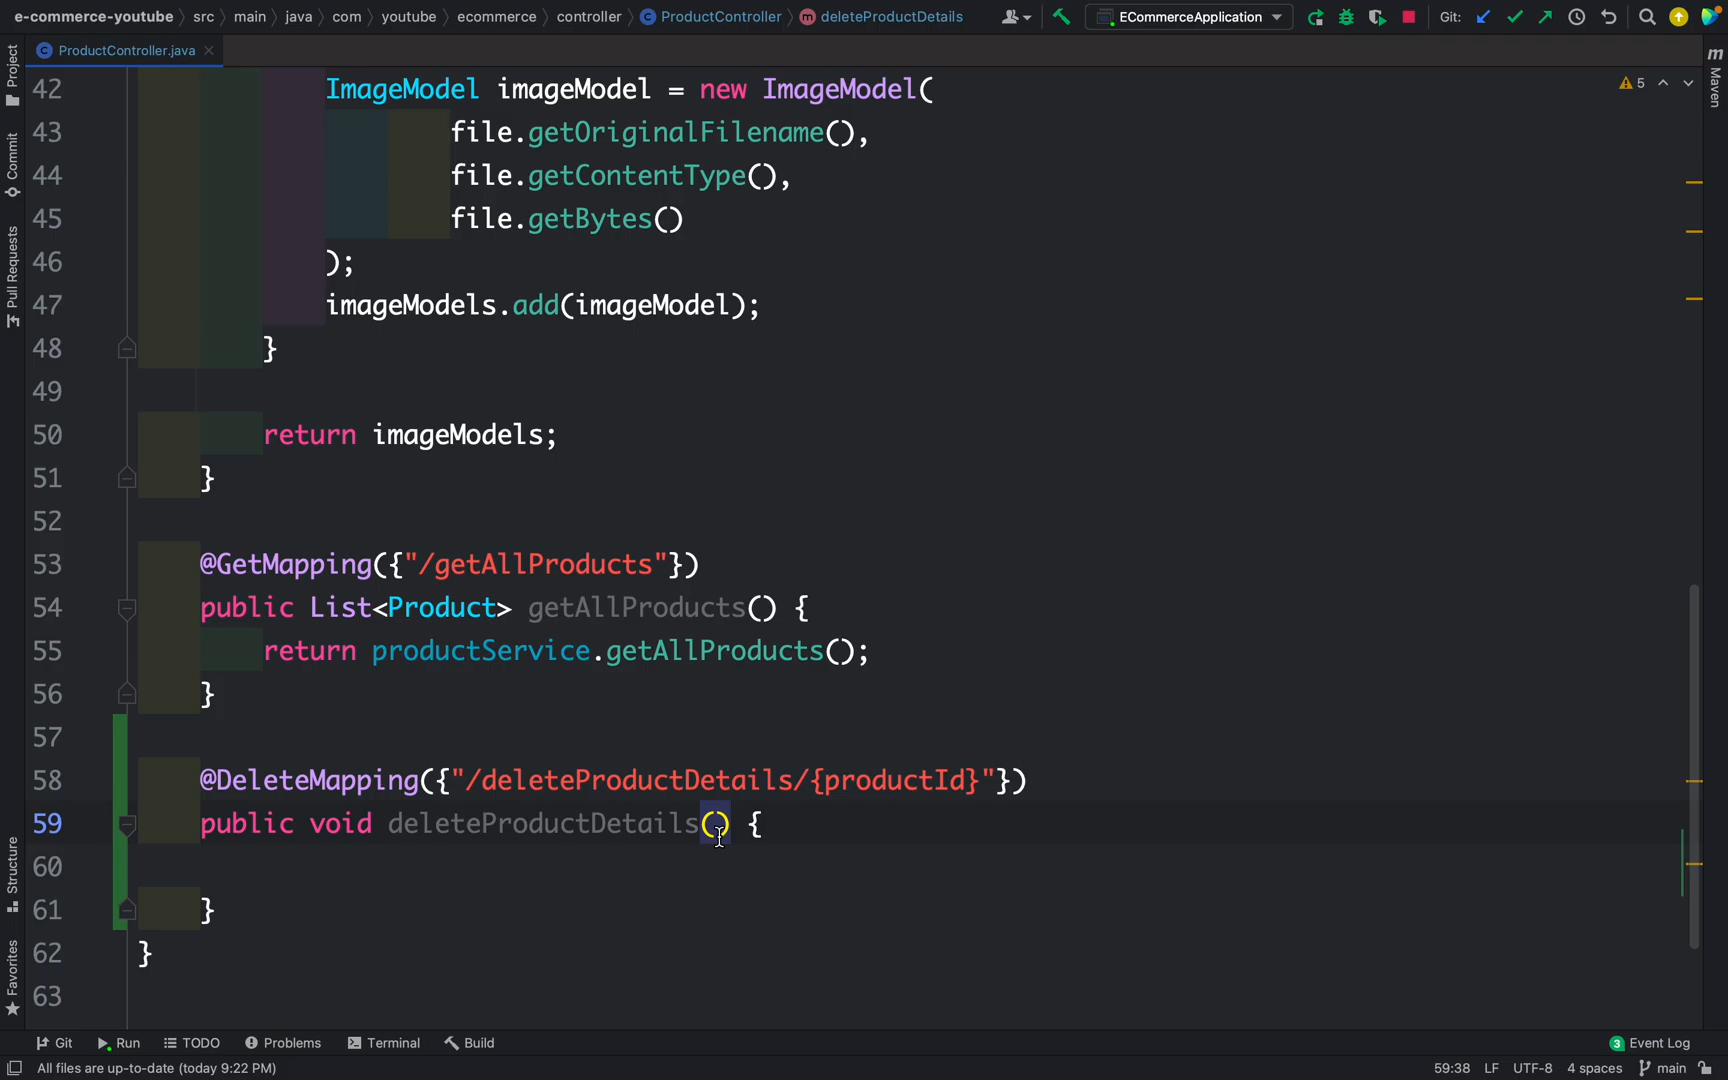 e-commerce-youtube 〉 src 〉 main 〉 java 〉 com 〉 youtube 〉 ecommerce 〉 controller 〉 C ProductController 〉 m deleteProductDetails
ECommerceApplication
Git:
C ProductController.java ×
m
Project
Commit
Pull Requests
Structure
Favorites
Maven
5
42 ImageModel imageModel = new ImageModel(
43 file.getOriginalFilename(),
44 file.getContentType(),
45 file.getBytes()
46 );
47 imageModels.add(imageModel);
48 }
49
50 return imageModels;
51 }
52
53 @GetMapping({"/getAllProducts"})
54 public List<Product> getAllProducts() {
55 return productService.getAllProducts();
56 }
57
58 @DeleteMapping({"/deleteProductDetails/{productId}"})
59 public void deleteProductDetails() {
60
61 }
62 }
63
Git Run TODO Problems Terminal Build 3 Event Log
All files are up-to-date (today 9:22 PM) 59:38 LF UTF-8 4 spaces main